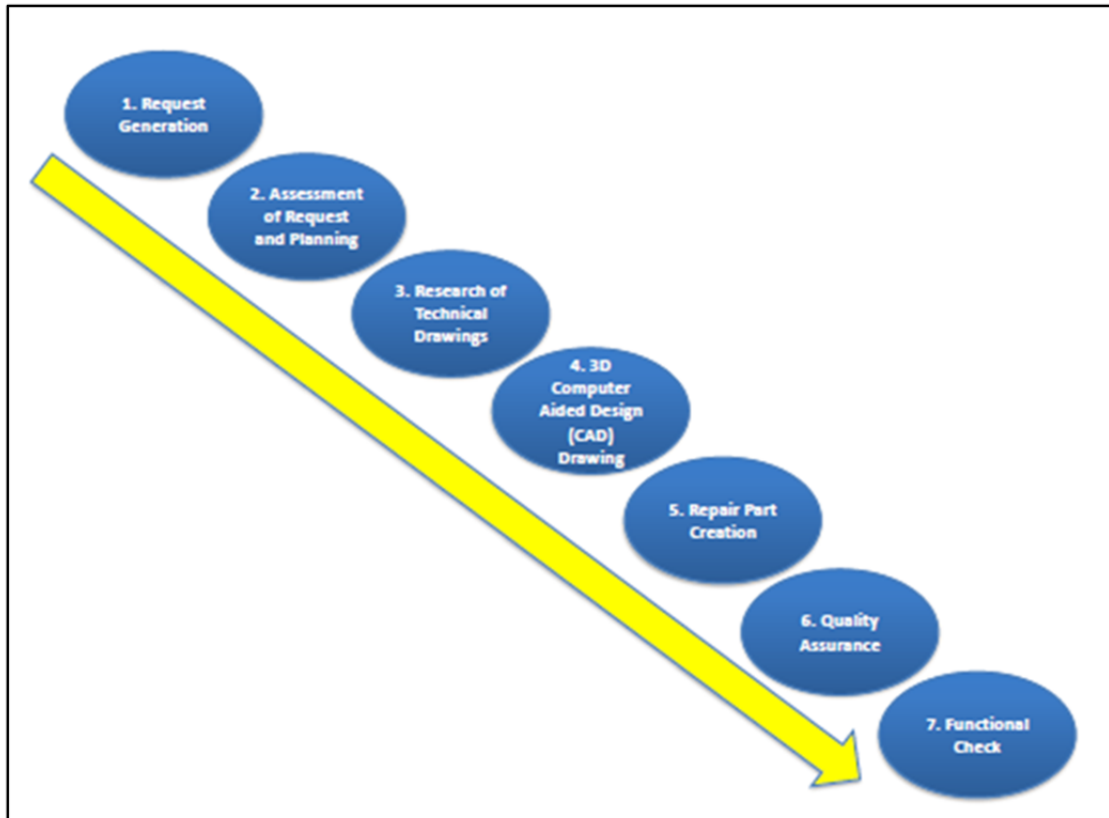 1. Request
Generation
2. Assessment
of Request
and Planning
3. Research of
Technical
Drawings
4. 3D
Computer
Aided Design
(CAD)
Drawing
5. Repair Part
Creation
6. Quality
Assurance
7. Functional
Check